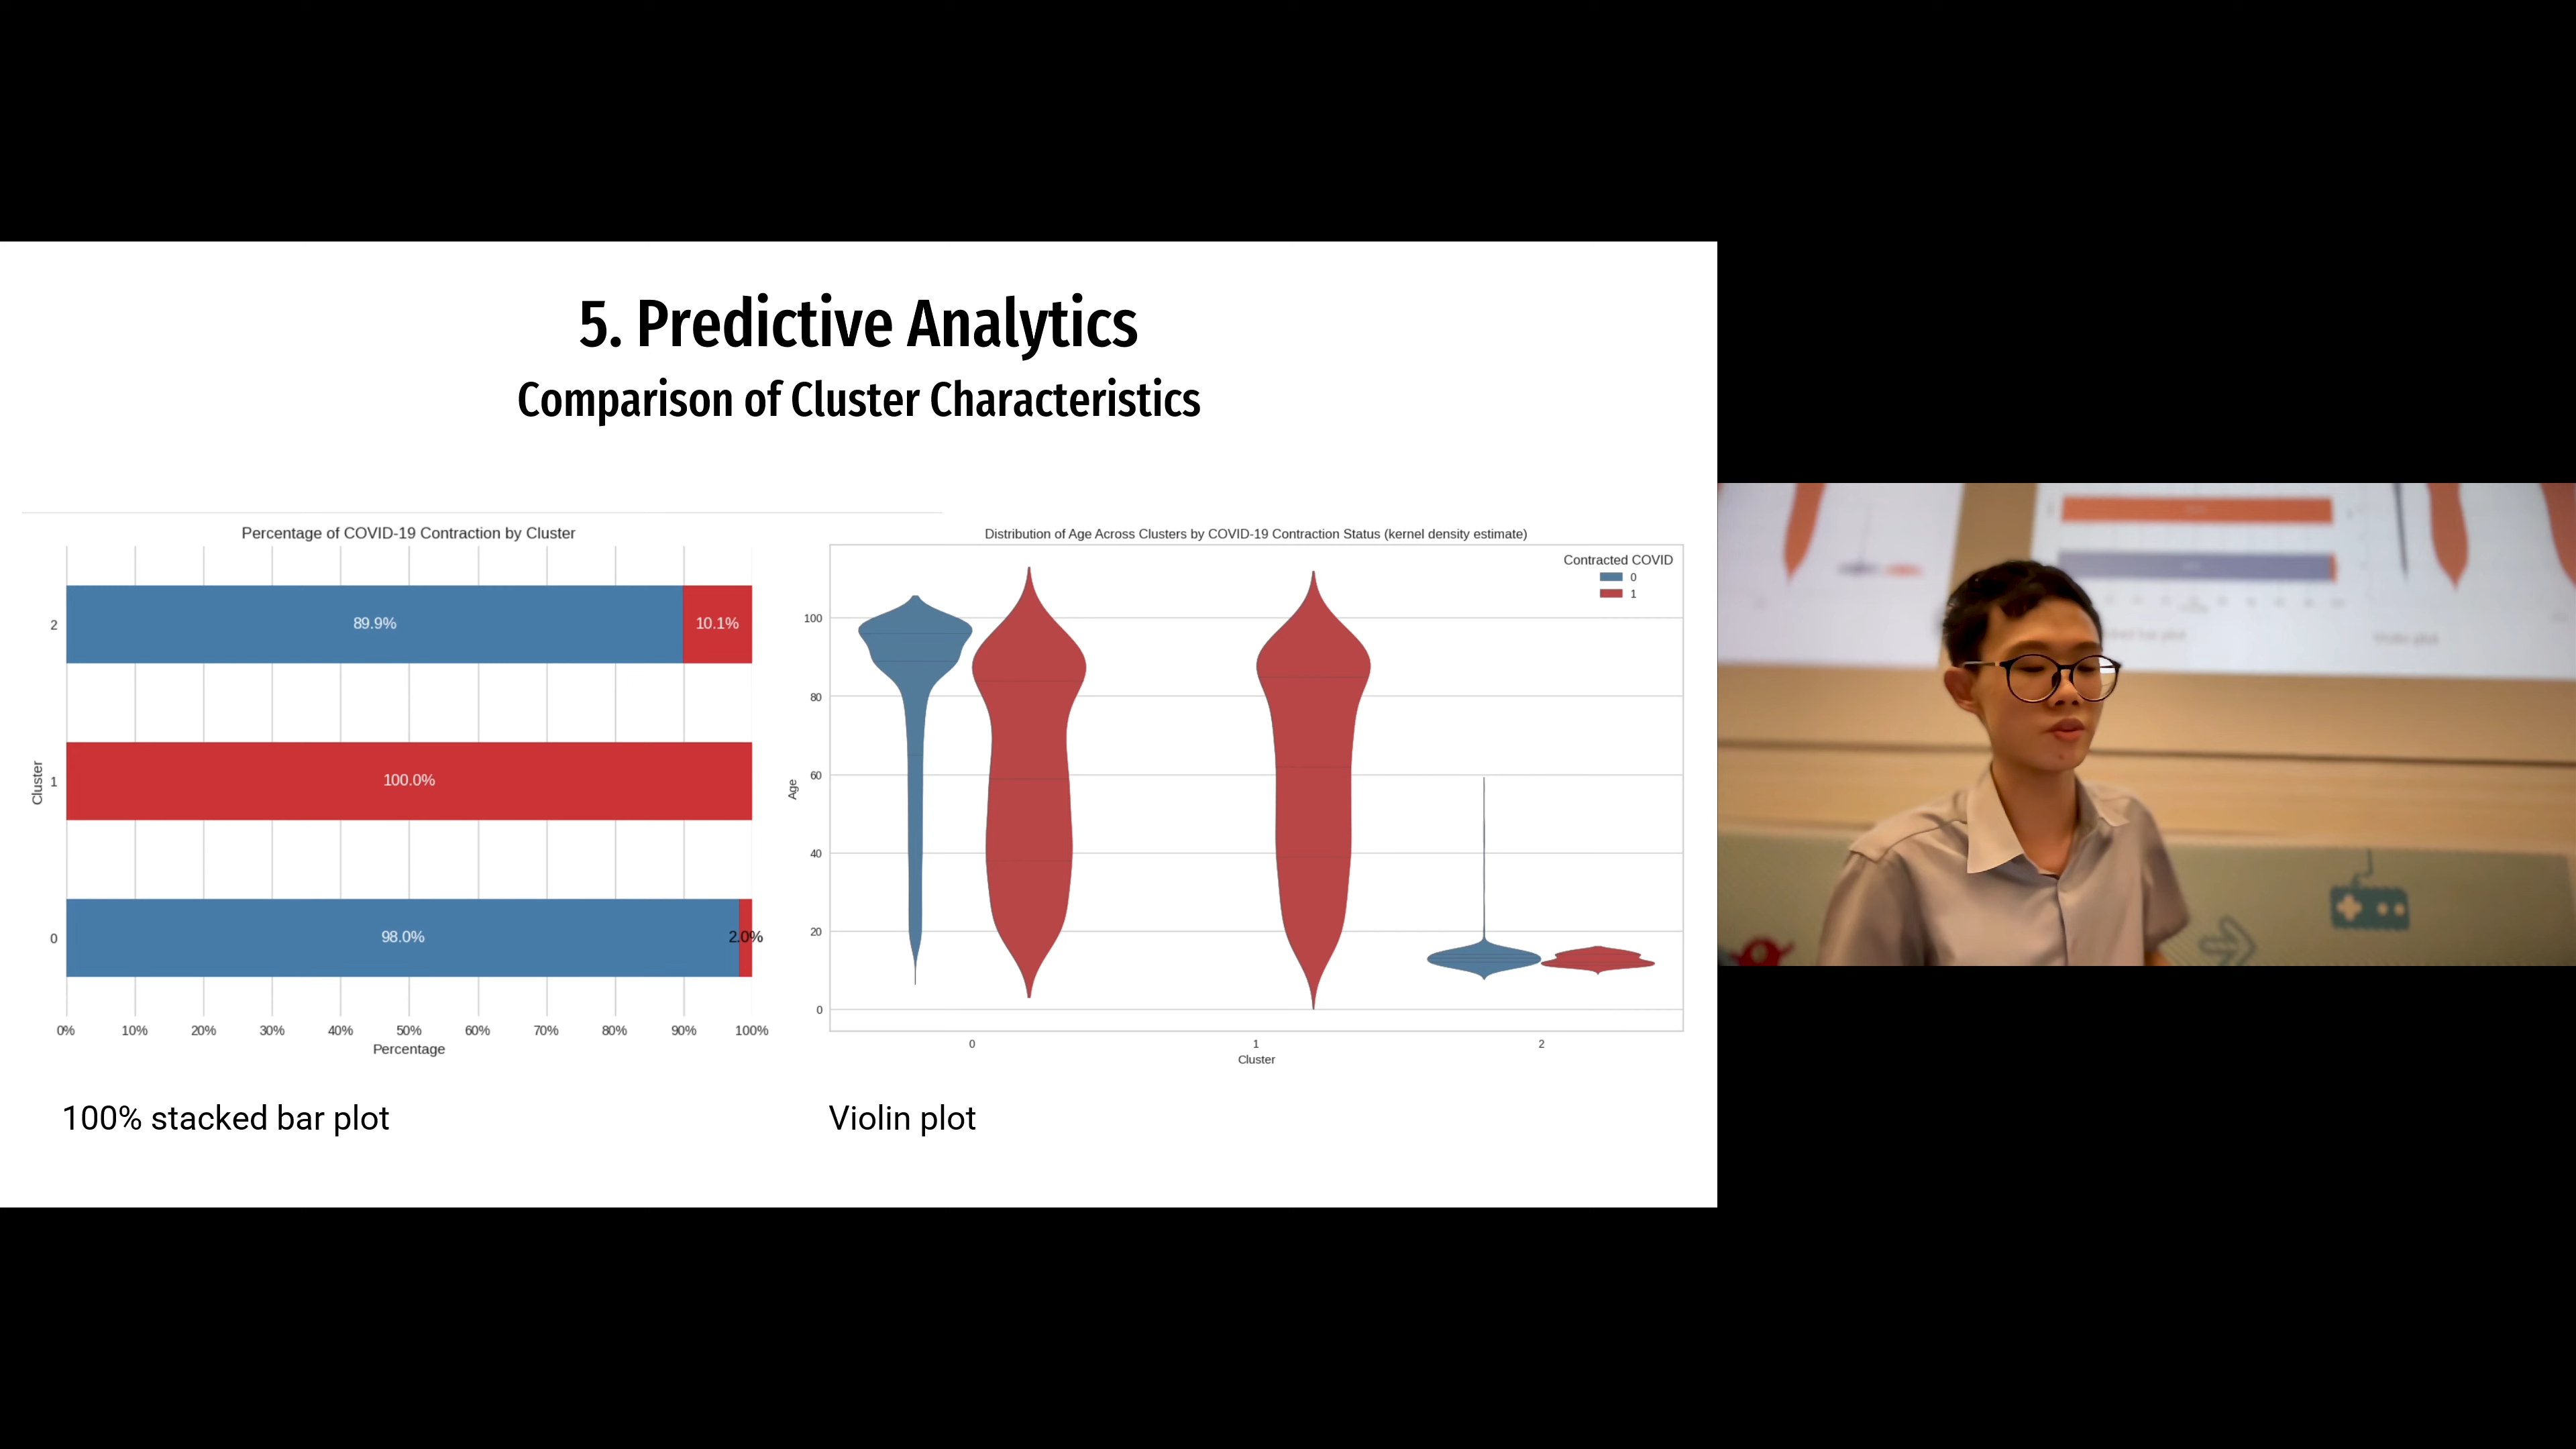 5. Predictive Analytics
Comparison of Cluster Characteristics
Percentage of COVID-19 Contraction by Cluster
2
89.9%
10.1%
Cluster
1
100.0%
0
98.0%
2.0%
0%
10%
20%
30%
40%
50%
60%
70%
80%
90%
100%
Percentage
100% stacked bar plot
Distribution of Age Across Clusters by COVID-19 Contraction Status (kernel density estimate)
Contracted COVID
0
1
100
80
60
40
20
0
Age
0
1
2
Cluster
Violin plot